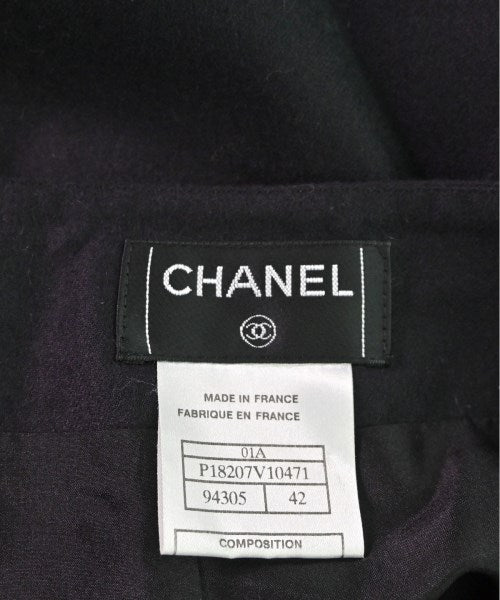 CHANEL
MADE IN FRANCE
FABRIQUE EN FRANCE
01A
P18207V10471
94305 42
COMPOSITION